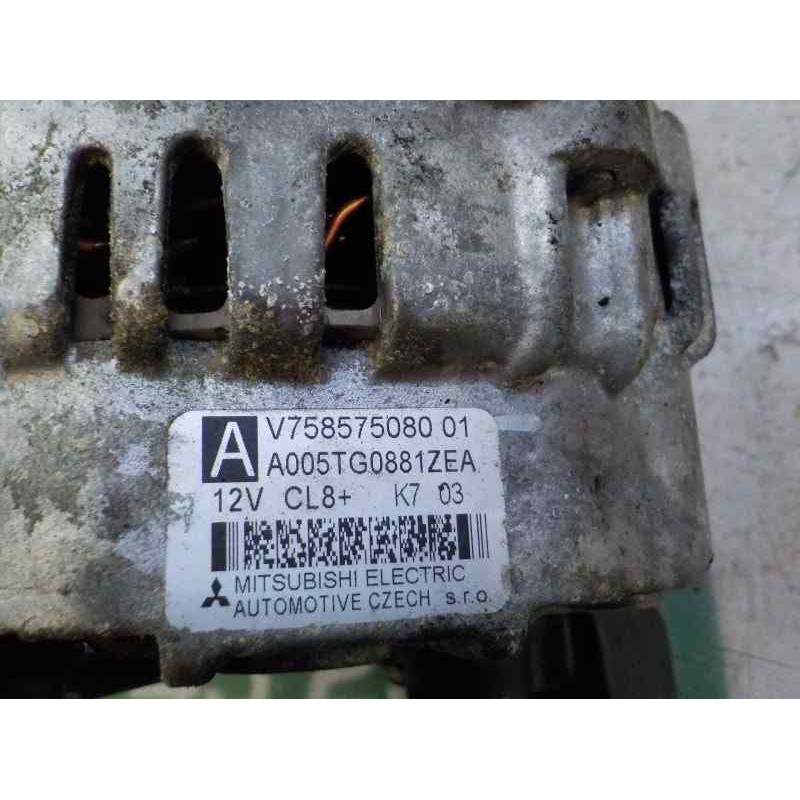 A V758575080 01
A005TG0881ZEA
12V CL8+ K7 03
MITSUBISHI ELECTRIC
AUTOMOTIVE CZECH s.r.o.